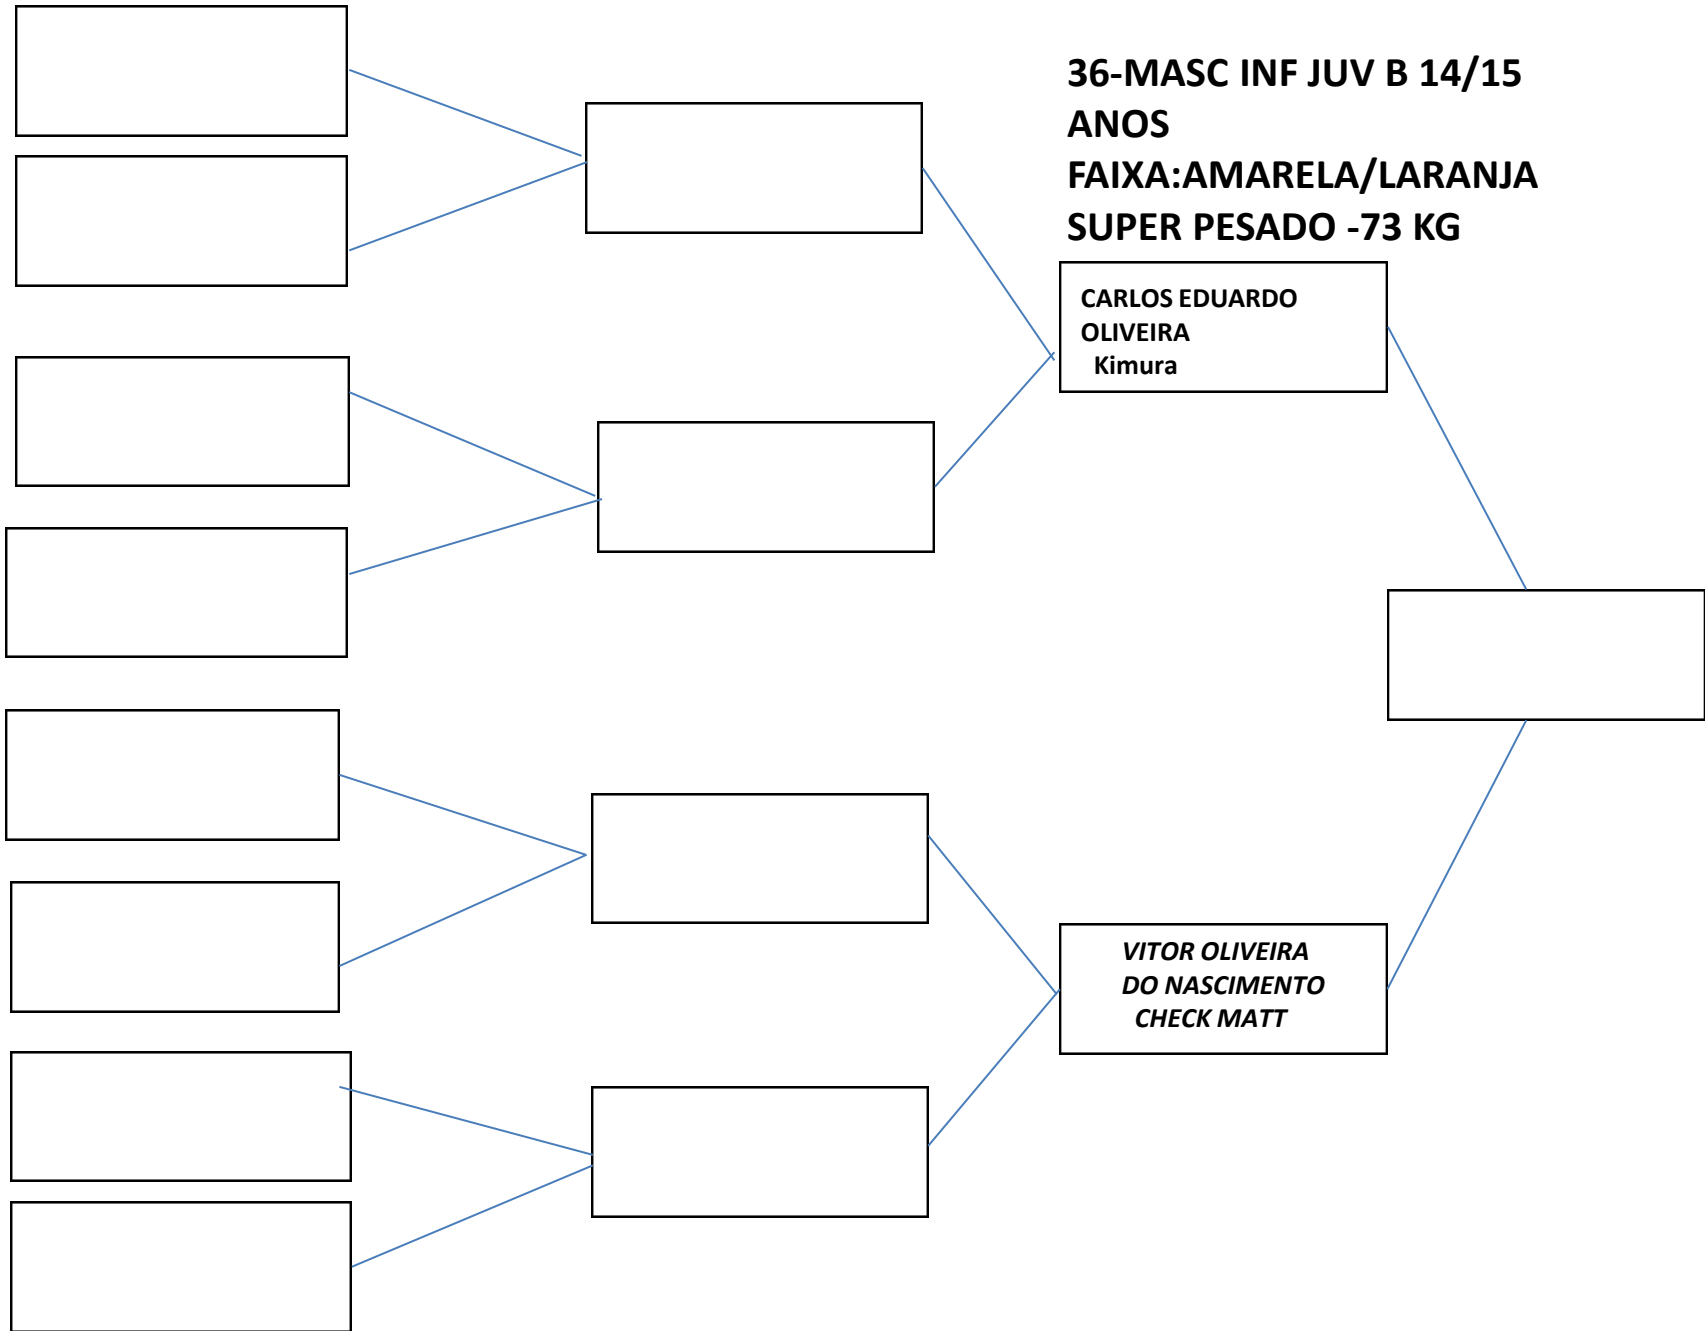 36-MASC INF JUV B 14/15
ANOS
FAIXA:AMARELA/LARANJA
SUPER PESADO -73 KG
CARLOS EDUARDO
OLIVEIRA
Kimura
VITOR OLIVEIRA
DO NASCIMENTO
CHECK MATT